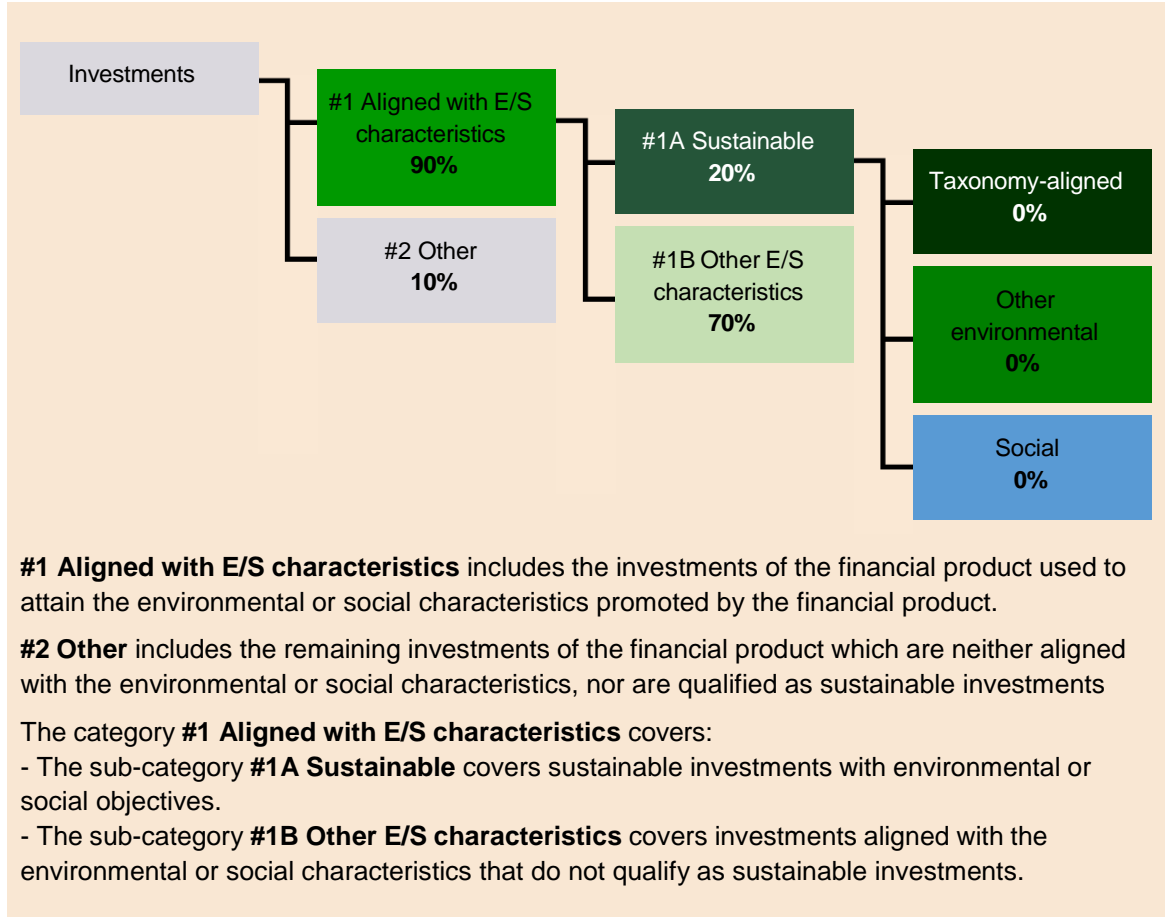 Investments
#1 Aligned with E/S
characteristics
90%
#2 Other
10%
#1A Sustainable
20%
#1B Other E/S
characteristics
70%
Taxonomy-aligned
0%
Other
environmental
0%
Social
0%
#1 Aligned with E/S characteristics includes the investments of the financial product used to
attain the environmental or social characteristics promoted by the financial product.
#2 Other includes the remaining investments of the financial product which are neither aligned
with the environmental or social characteristics, nor are qualified as sustainable investments
The category #1 Aligned with E/S characteristics covers:
- The sub-category #1A Sustainable covers sustainable investments with environmental or
social objectives.
- The sub-category #1B Other E/S characteristics covers investments aligned with the
environmental or social characteristics that do not qualify as sustainable investments.